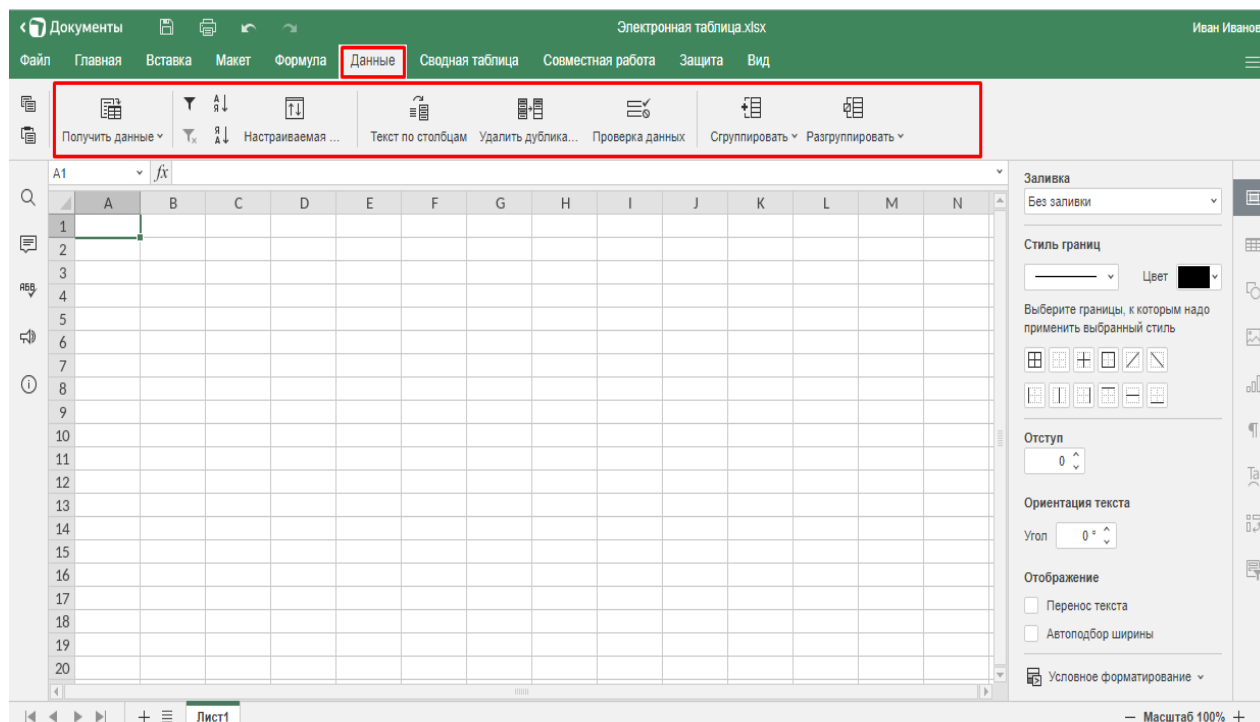 Документы Электронная таблица.xlsx Иван Иванов
Файл Главная Вставка Макет Формула Данные Сводная таблица Совместная работа Защита Вид
Получить данные Настраиваемая ... Текст по столбцам Удалить дублика... Проверка данных Сгруппировать Разгруппировать
A1 fx
A B C D E F G H I J K L M N
1
2
3
4
5
6
7
8
9
10
11
12
13
14
15
16
17
18
19
20
Заливка
Без заливки
Стиль границ
Цвет
Выберите границы, к которым надо
применить выбранный стиль
Отступ
0
Ориентация текста
Угол 0 °
Отображение
Перенос текста
Автоподбор ширины
Условное форматирование
Лист1 Масштаб 100%